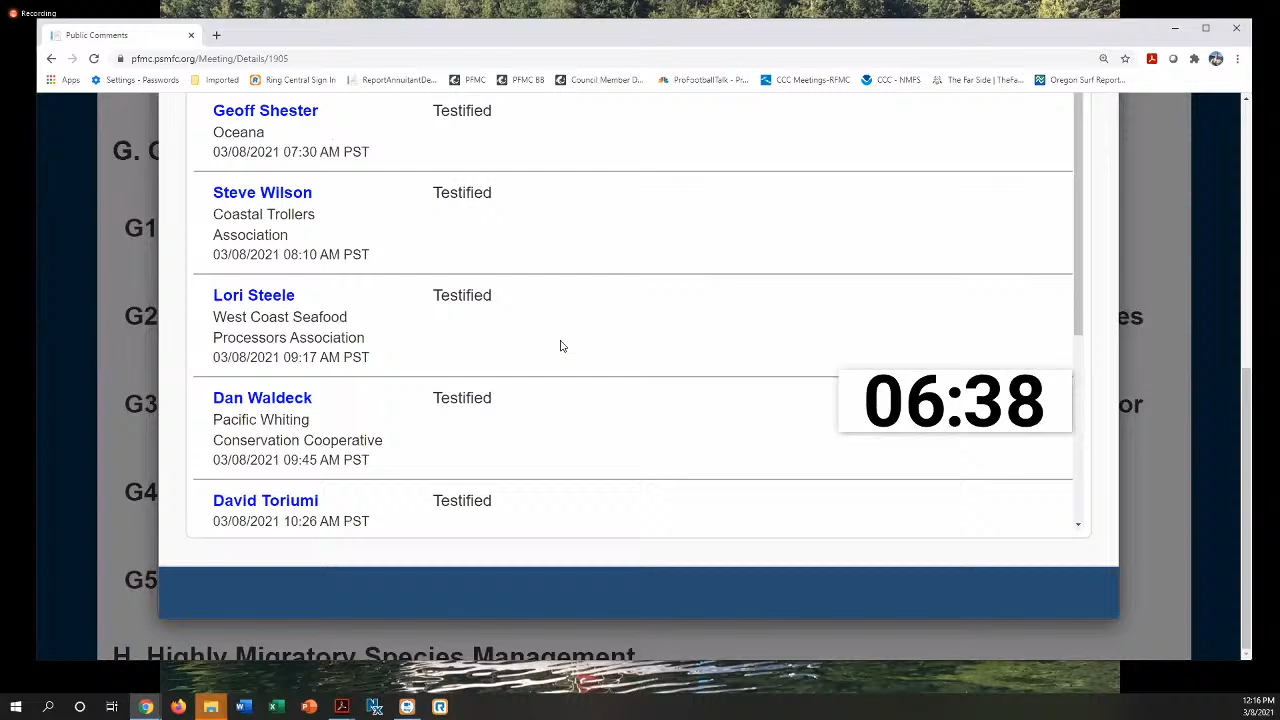 Recording
Public Comments
pfmc.psmfc.org/Meeting/Details/1905
Apps Settings - Passwords Imported Ring Central Sign In ReportAnnuitantDe... PFMC PFMC BB Council Member D... ProFootballTalk - Pr... CCC Meetings-RFMC CCC - NMFS The Far Side | TheFa... Oregon Surf Report...
Geoff Shester Testified
Oceana
03/08/2021 07:30 AM PST
G. C
Steve Wilson Testified
Coastal Trollers
Association
03/08/2021 08:10 AM PST
G1
Lori Steele Testified
West Coast Seafood
Processors Association
03/08/2021 09:17 AM PST
G2 es
Dan Waldeck Testified
Pacific Whiting
Conservation Cooperative
03/08/2021 09:45 AM PST
06:38
G3 or
David Toriumi Testified
03/08/2021 10:26 AM PST
G4
G5
H. Highly Migratory Species Management
12:16 PM
3/8/2021